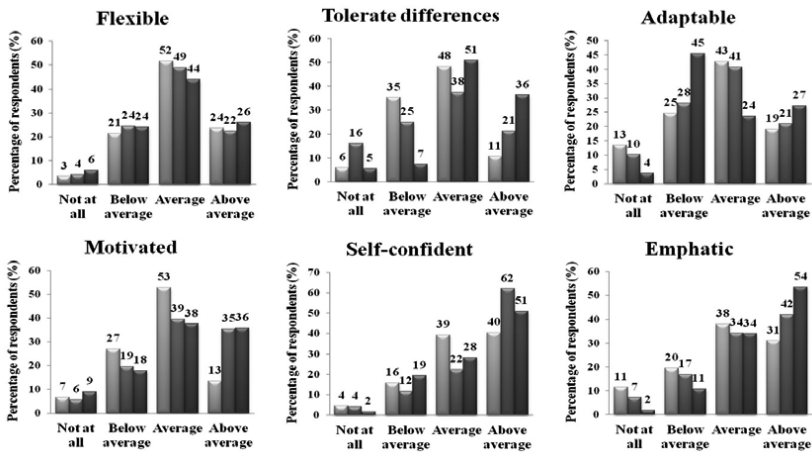 Flexible
Percentage of respondents (%)
60
50
40
30
20
10
0
3 4 6
21 24 24
52 49 44
24 22 26
Not at all
Below average
Average
Above average
Tolerate differences
Percentage of respondents (%)
60
50
40
30
20
10
0
6 16 5
35 25 7
48 38 51
11 21 36
Not at all
Below average
Average
Above average
Adaptable
Percentage of respondents (%)
50
45
40
35
30
25
20
15
10
5
0
13 10 4
25 28 45
43 41 24
19 21 27
Not at all
Below average
Average
Above average
Motivated
Percentage of respondents (%)
60
50
40
30
20
10
0
7 6 9
27 19 18
53 39 38
13 35 36
Not at all
Below average
Average
Above average
Self-confident
Percentage of respondents (%)
70
60
50
40
30
20
10
0
4 4 2
16 12 19
39 22 28
40 62 51
Not at all
Below average
Average
Above average
Emphatic
Percentage of respondents (%)
60
50
40
30
20
10
0
11 7 2
20 17 11
38 34 34
31 42 54
Not at all
Below average
Average
Above average